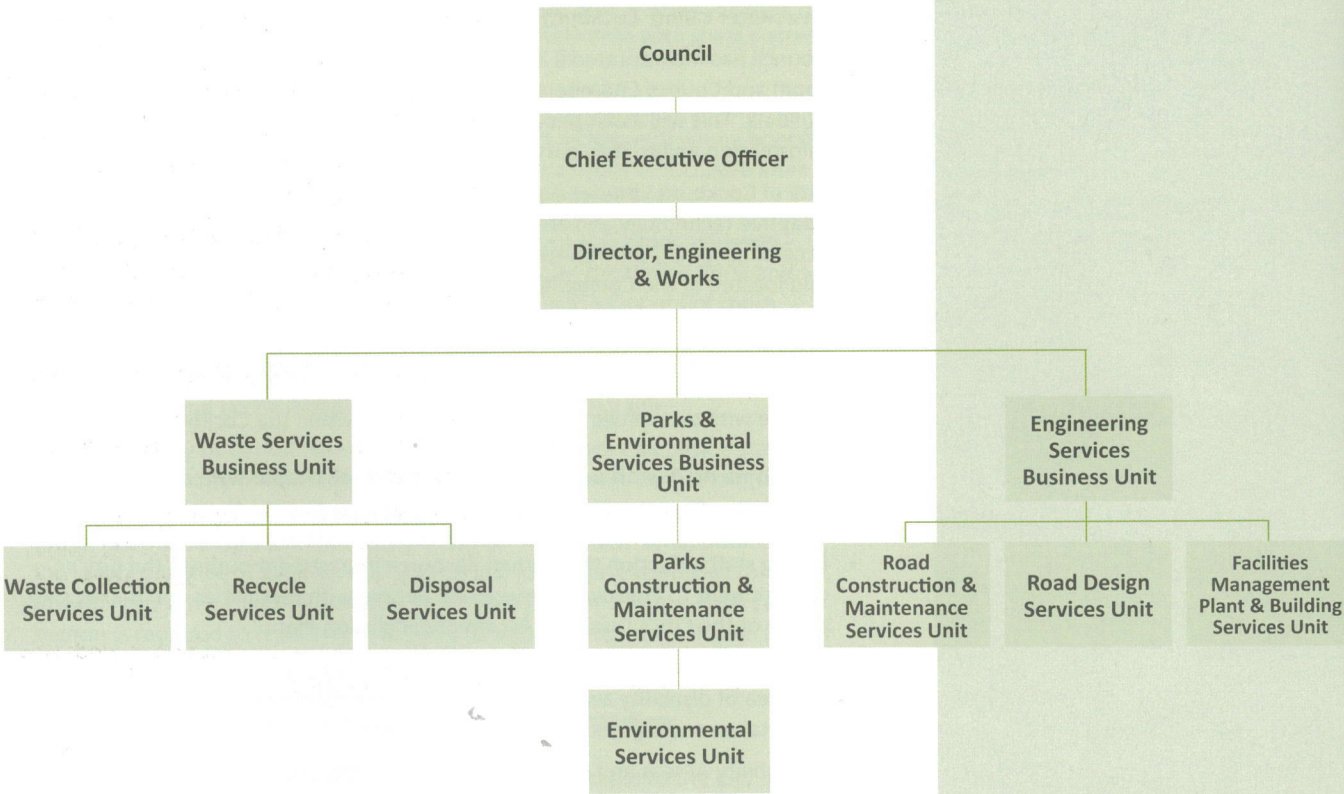 Council
Chief Executive Officer
Director, Engineering
& Works
Waste Services
Business Unit
Parks &
Environmental
Services Business
Unit
Engineering
Services
Business Unit
Waste Collection
Services Unit
Recycle
Services Unit
Disposal
Services Unit
Parks
Construction &
Maintenance
Services Unit
Road
Construction &
Maintenance
Services Unit
Road Design
Services Unit
Facilities
Management
Plant & Building
Services Unit
Environmental
Services Unit